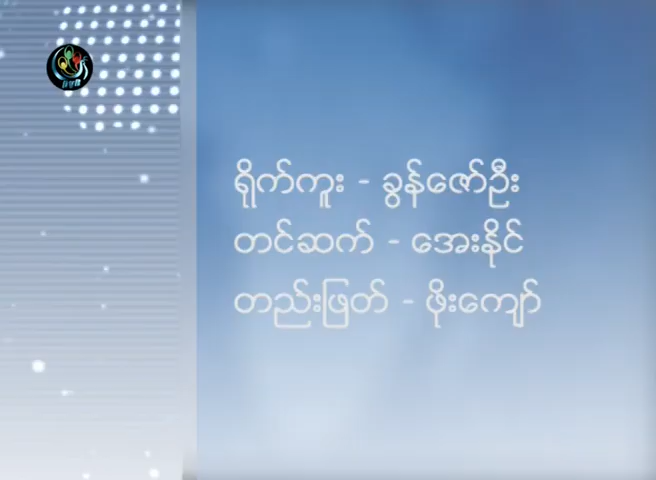 ရိုက်ကူး - ခွန်ဇော်ဦး
တင်ဆက် - အေးနိုင်
တည်းဖြတ် - ဖိုးကျော်